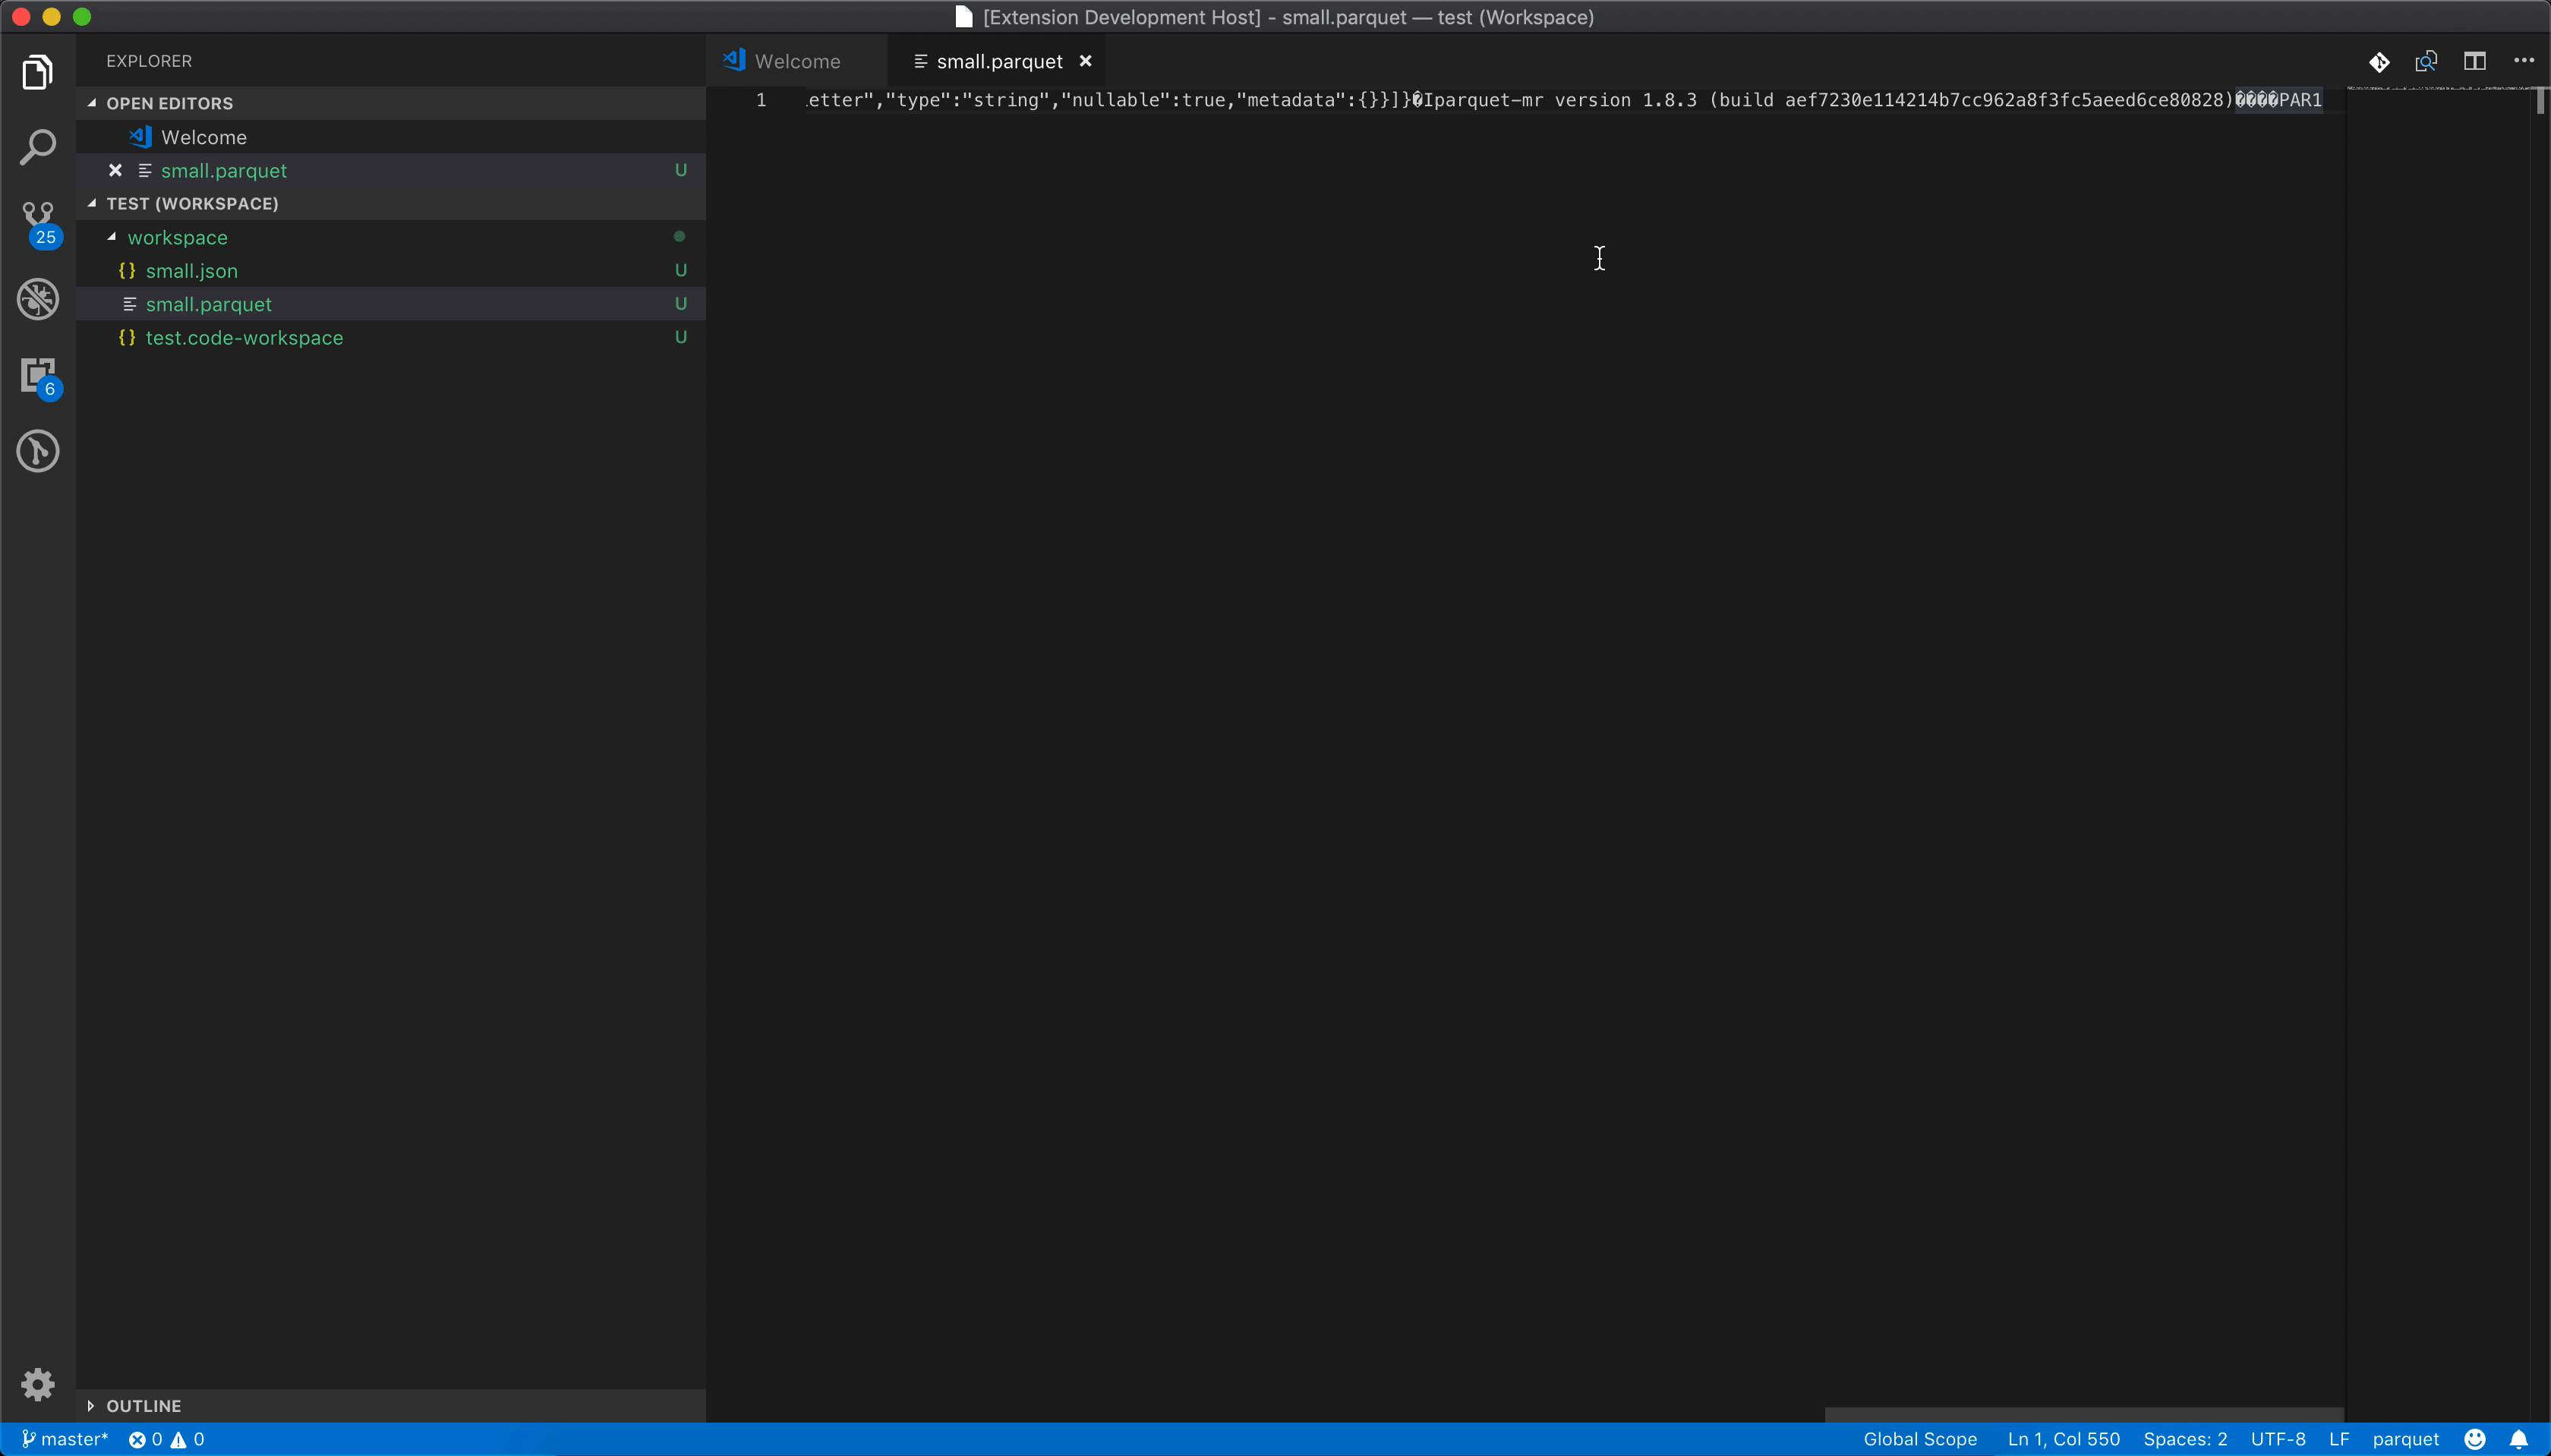 [Extension Development Host] - small.parquet — test (Workspace)
EXPLORER
OPEN EDITORS
Welcome
small.parquet U
TEST (WORKSPACE)
workspace
small.json U
small.parquet U
test.code-workspace U
25
6
OUTLINE
Welcome
small.parquet
1
etter","type":"string","nullable":true,"metadata":{}}]}�Iparquet-mr version 1.8.3 (build aef7230e114214b7cc962a8f3fc5aeed6ce80828)����PAR1
master* 0 0
Global Scope Ln 1, Col 550 Spaces: 2 UTF-8 LF parquet